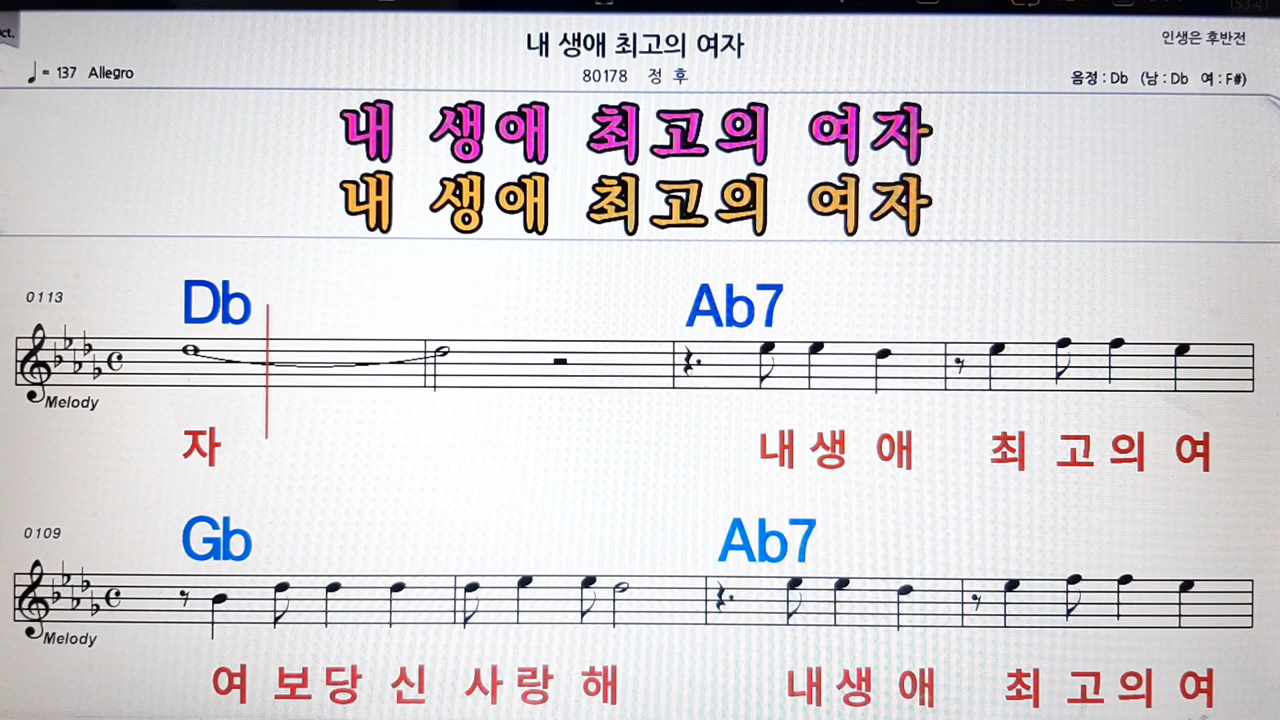 내 생애 최고의 여자
인생은 후반전
♩= 137 Allegro
80178 정 후
음정 : Db (남 : Db 여 : F#)
내 생애 최고의 여자
내 생애 최고의 여자
0113
Db Ab7
Melody
자 내 생 애 최 고 의 여
0109
Gb Ab7
Melody
여 보 당 신 사 랑 해 내 생 애 최 고 의 여